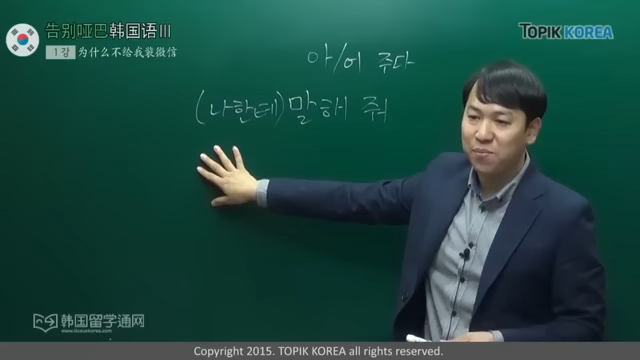 告别哑巴韩国语Ⅲ
TOPIK KOREA
1강 为什么不给我发微信
아/어 주다
(나한테)말해 줘
韩国留学通网
Copyright 2015. TOPIK KOREA all rights reserved.